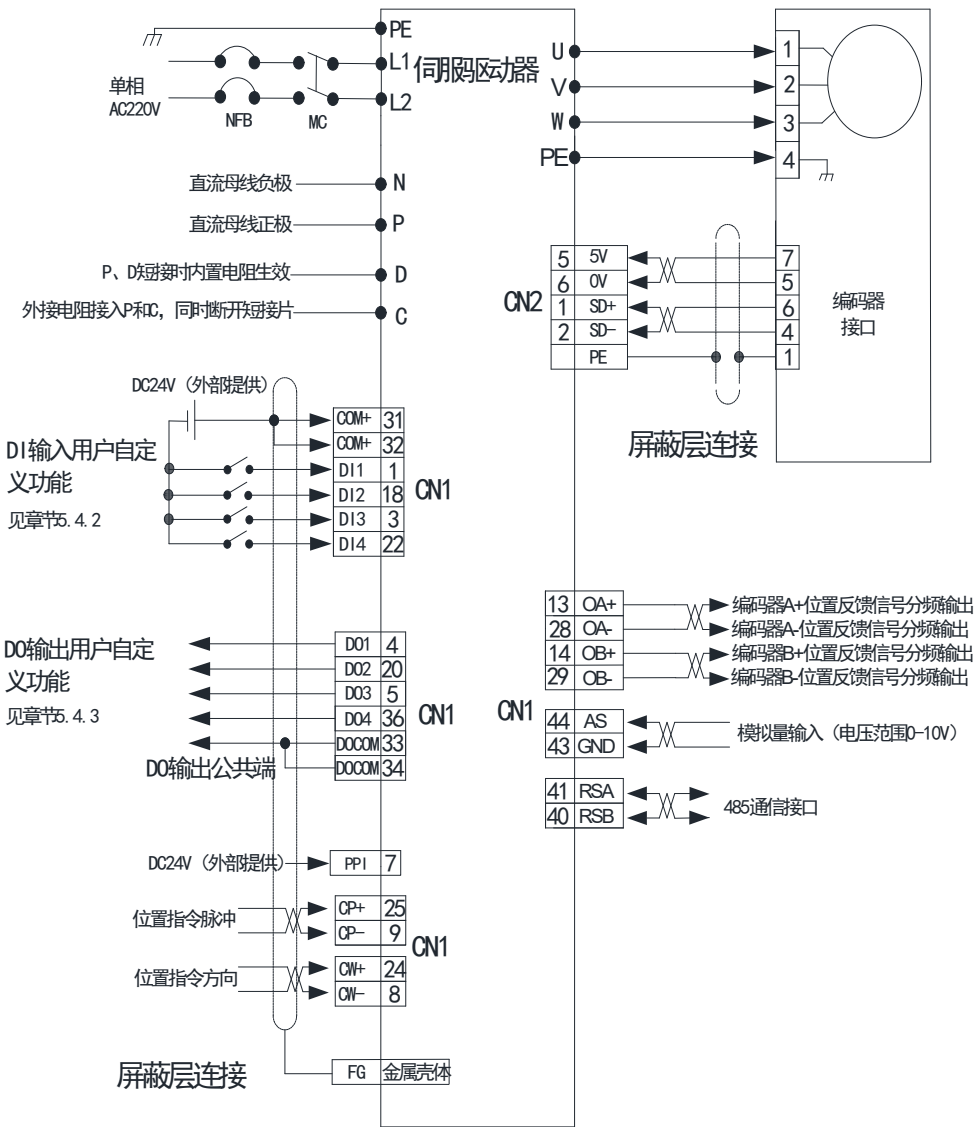 PE
L1
伺服驱动器
单相
AC220V
L2
NFB
MC
直流母线负极
N
直流母线正极
P
P、D短接时内置电阻生效
D
外接电阻接入P和C,同时断开短接片
C
U
1
V
2
W
3
PE
4
CN2
5 5V
7
6 0V
5
1 SD+
6
2 SD-
4
PE
1
编码器
接口
屏蔽层连接
DC24V (外部提供)
COM+ 31
COM+ 32
DI1 1
DI2 18
DI3 3
DI4 22
CN1
DI输入用户自定
义功能
见章节5.4.2
DO输出用户自定
义功能
见章节5.4.3
DO1 4
DO2 20
DO3 5
DO4 36
DOCOM 33
DOCOM 34
CN1
DO输出公共端
CN1
13 OA+
编码器A+位置反馈信号分频输出
28 OA-
编码器A-位置反馈信号分频输出
14 OB+
编码器B+位置反馈信号分频输出
29 OB-
编码器B-位置反馈信号分频输出
44 AS
43 GND
模拟量输入(电压范围0-10V)
41 RSA
40 RSB
485通信接口
DC24V (外部提供)
PPI 7
位置指令脉冲
CP+ 25
CP- 9
CN1
位置指令方向
CW+ 24
CW- 8
屏蔽层连接
FG 金属壳体